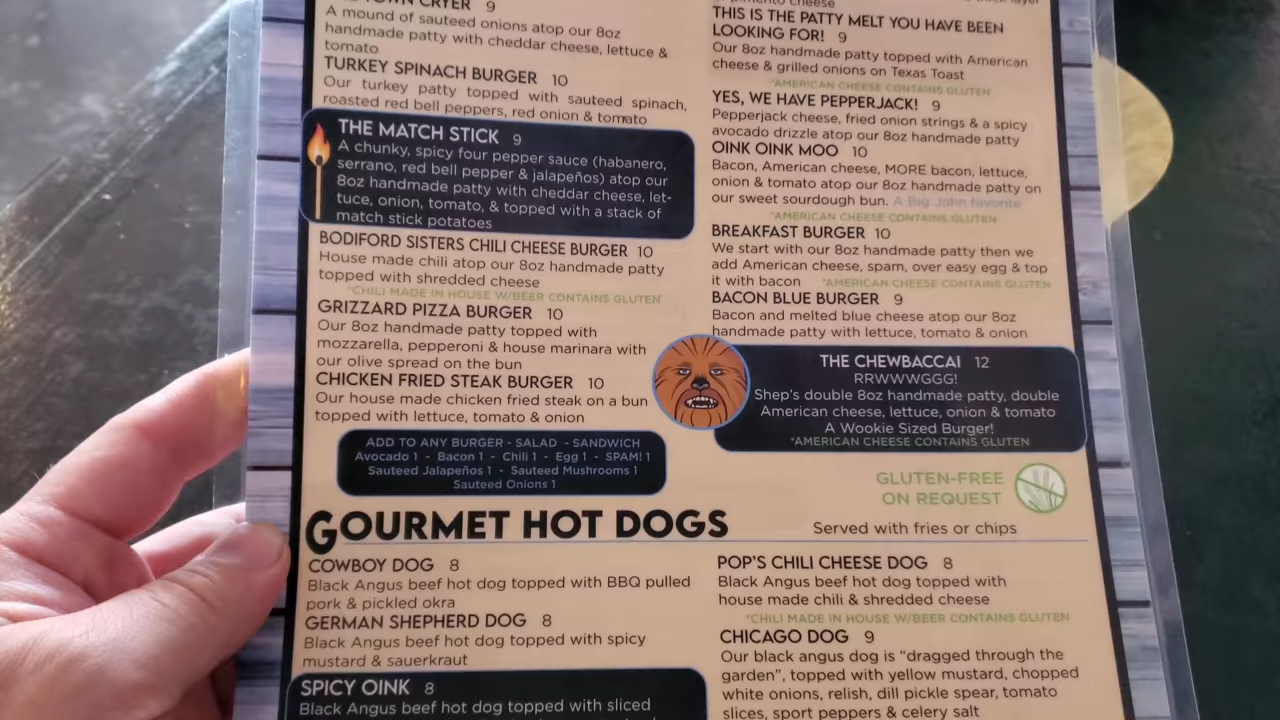 TOWN CRYER 9
A mound of sauteed onions atop our 8oz
handmade patty with cheddar cheese, lettuce &
tomato
TURKEY SPINACH BURGER 10
Our turkey patty topped with sauteed spinach,
roasted red bell peppers, red onion & tomato
THE MATCH STICK 9
A chunky, spicy four pepper sauce (habanero,
serrano, red bell pepper & jalapeños) atop our
8oz handmade patty with cheddar cheese, let-
tuce, onion, tomato, & topped with a stack of
match stick potatoes
BODIFORD SISTERS CHILI CHEESE BURGER 10
House made chili atop our 8oz handmade patty
topped with shredded cheese
*CHILI MADE IN HOUSE W/BEER CONTAINS GLUTEN
GRIZZARD PIZZA BURGER 10
Our 8oz handmade patty topped with
mozzarella, pepperoni & house marinara with
our olive spread on the bun
CHICKEN FRIED STEAK BURGER 10
Our house made chicken fried steak on a bun
topped with lettuce, tomato & onion
ADD TO ANY BURGER - SALAD - SANDWICH
Avocado 1 - Bacon 1 - Chili 1 - Egg 1 - SPAM! 1
Sauteed Jalapeños 1 - Sauteed Mushrooms 1
Sauteed Onions 1
pimento cheese
THIS IS THE PATTY MELT YOU HAVE BEEN
LOOKING FOR! 9
Our 8oz handmade patty topped with American
cheese & grilled onions on Texas Toast
*AMERICAN CHEESE CONTAINS GLUTEN
YES, WE HAVE PEPPERJACK! 9
Pepperjack cheese, fried onion strings & a spicy
avocado drizzle atop our 8oz handmade patty
OINK OINK MOO 10
Bacon, American cheese, MORE bacon, lettuce,
onion & tomato atop our 8oz handmade patty on
our sweet sourdough bun. A Big John favorite
*AMERICAN CHEESE CONTAINS GLUTEN
BREAKFAST BURGER 10
We start with our 8oz handmade patty then we
add American cheese, spam, over easy egg & top
it with bacon *AMERICAN CHEESE CONTAINS GLUTEN
BACON BLUE BURGER 9
Bacon and melted blue cheese atop our 8oz
handmade patty with lettuce, tomato & onion
THE CHEWBACCAI 12
RRWWWGGG!
Shep's double 8oz handmade patty, double
American cheese, lettuce, onion & tomato
A Wookie Sized Burger!
*AMERICAN CHEESE CONTAINS GLUTEN
GLUTEN-FREE
ON REQUEST
GOURMET HOT DOGS
Served with fries or chips
COWBOY DOG 8
Black Angus beef hot dog topped with BBQ pulled
pork & pickled okra
GERMAN SHEPHERD DOG 8
Black Angus beef hot dog topped with spicy
mustard & sauerkraut
SPICY OINK 8
Black Angus beef hot dog topped with sliced
POP'S CHILI CHEESE DOG 8
Black Angus beef hot dog topped with
house made chili & shredded cheese
*CHILI MADE IN HOUSE W/BEER CONTAINS GLUTEN
CHICAGO DOG 9
Our black angus dog is “dragged through the
garden”, topped with yellow mustard, chopped
white onions, relish, dill pickle spear, tomato
slices, sport peppers & celery salt